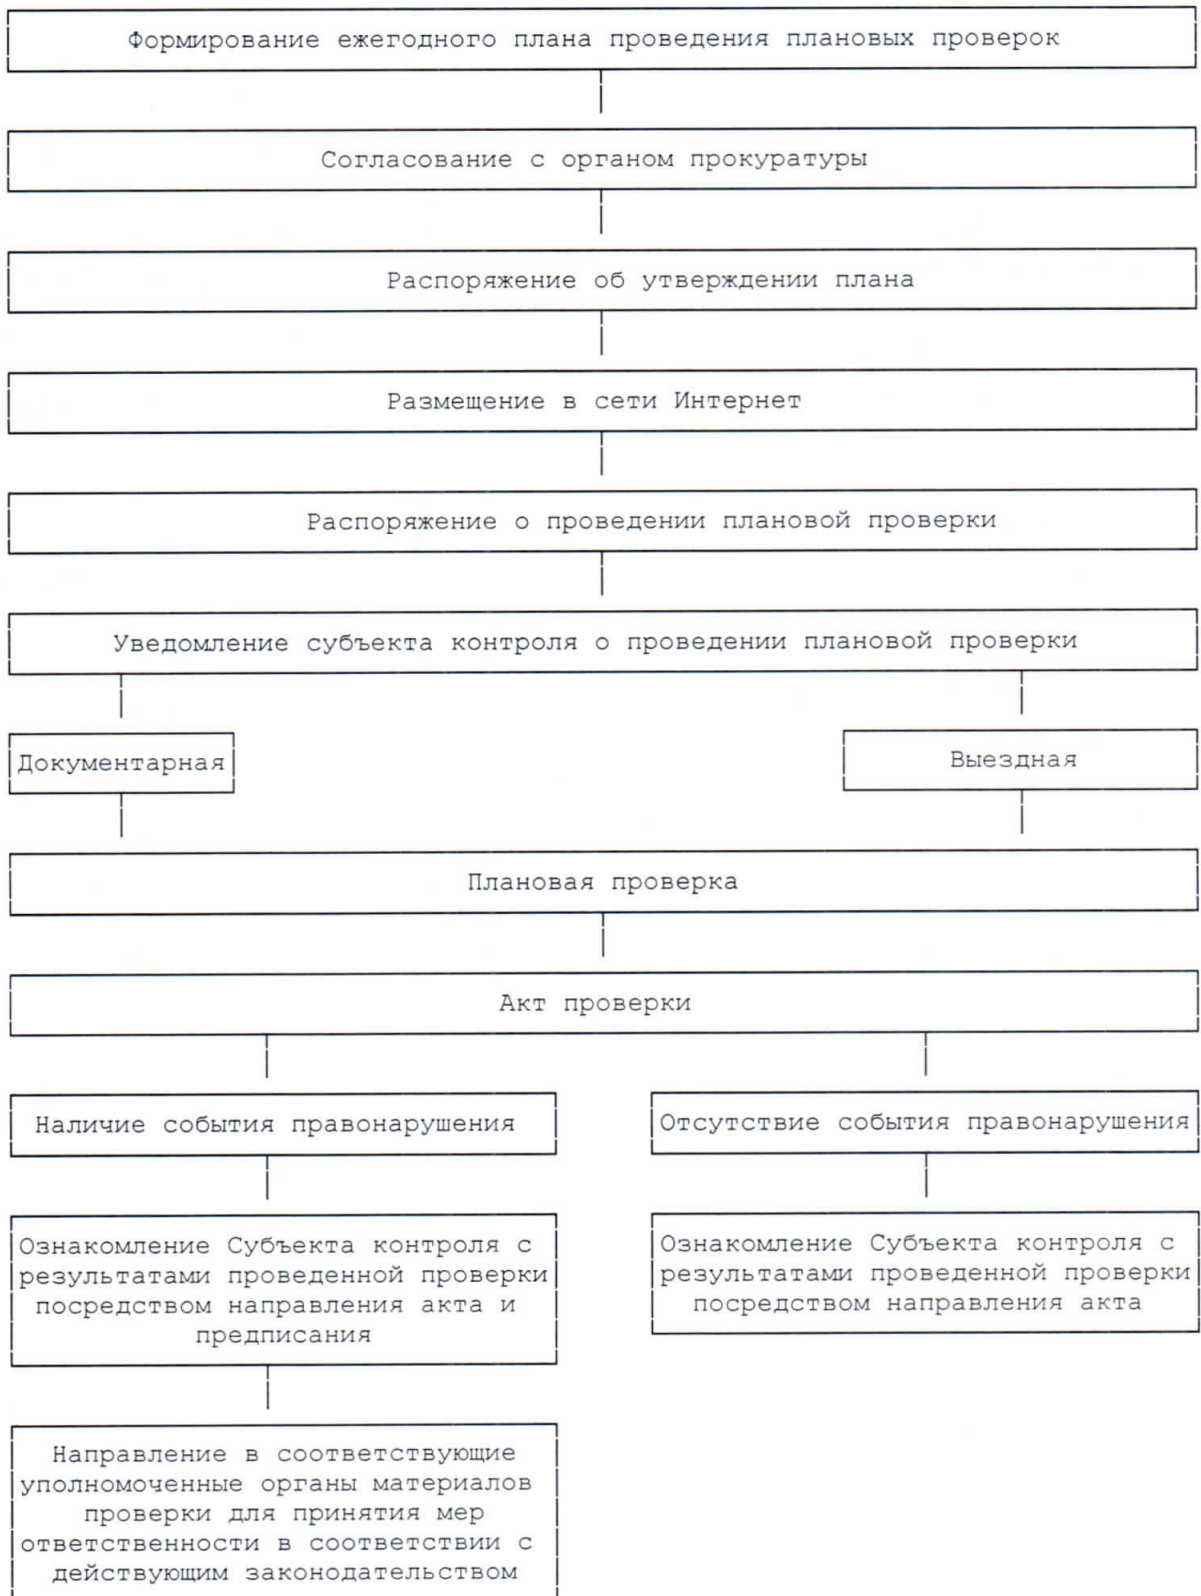 Формирование ежегодного плана проведения плановых проверок
Согласование с органом прокуратуры
Распоряжение об утверждении плана
Размещение в сети Интернет
Распоряжение о проведении плановой проверки
Уведомление субъекта контроля о проведении плановой проверки
Документарная
Выездная
Плановая проверка
Акт проверки
Наличие события правонарушения
Отсутствие события правонарушения
Ознакомление Субъекта контроля с
результатами проведенной проверки
посредством направления акта и
предписания
Ознакомление Субъекта контроля с
результатами проведенной проверки
посредством направления акта
Направление в соответствующие
уполномоченные органы материалов
проверки для принятия мер
ответственности в соответствии с
действующим законодательством